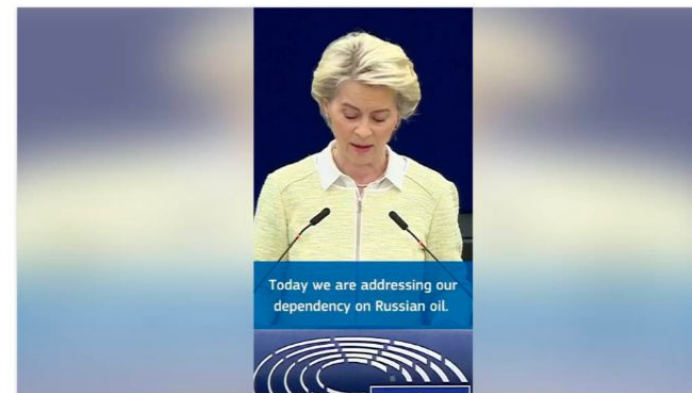 Today we are addressing our
dependency on Russian oil.